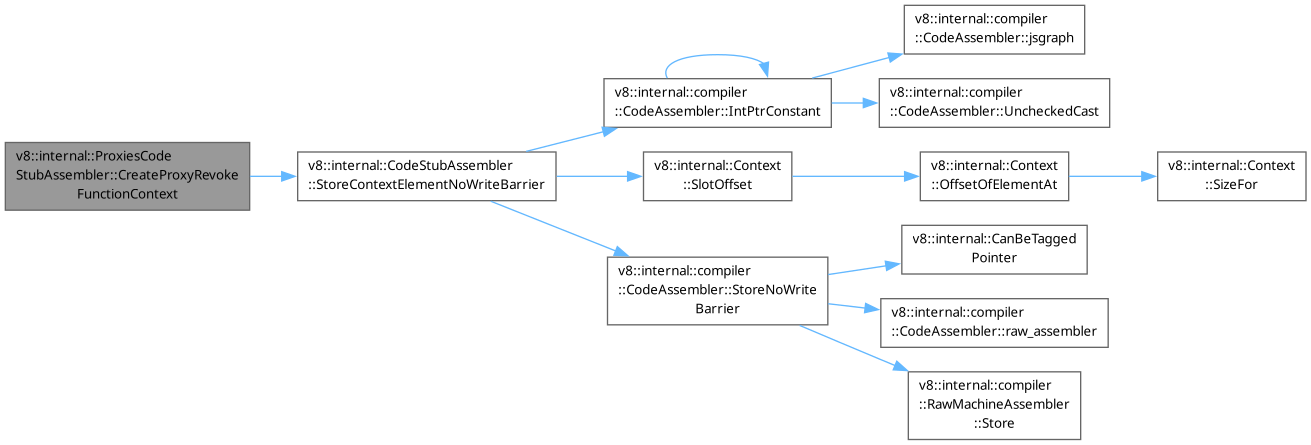 v8::internal::ProxiesCode
StubAssembler::CreateProxyRevoke
FunctionContext
v8::internal::CodeStubAssembler
::StoreContextElementNoWriteBarrier
v8::internal::compiler
::CodeAssembler::IntPtrConstant
v8::internal::compiler
::CodeAssembler::jsgraph
v8::internal::compiler
::CodeAssembler::UncheckedCast
v8::internal::Context
::SlotOffset
v8::internal::Context
::OffsetOfElementAt
v8::internal::Context
::SizeFor
v8::internal::compiler
::CodeAssembler::StoreNoWrite
Barrier
v8::internal::CanBeTagged
Pointer
v8::internal::compiler
::CodeAssembler::raw_assembler
v8::internal::compiler
::RawMachineAssembler
::Store